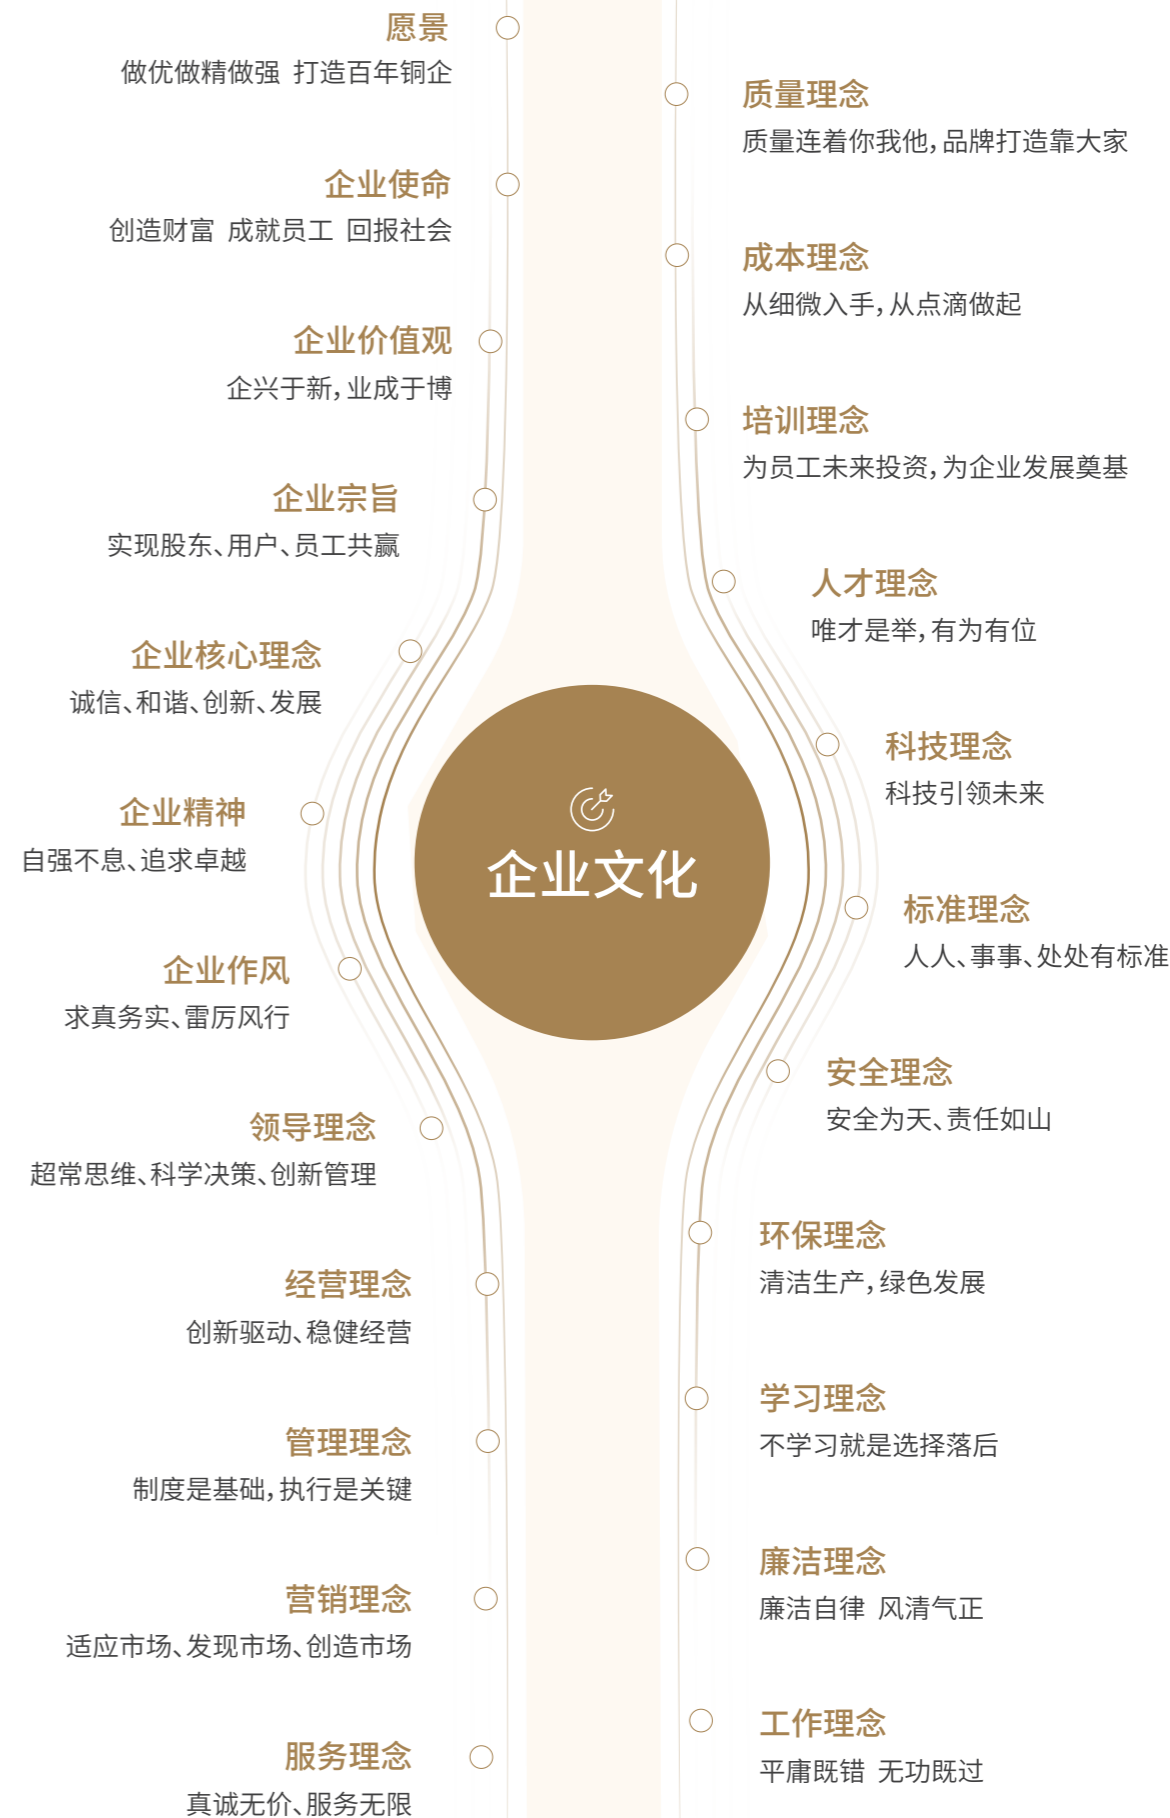 愿景
做优做精做强 打造百年铜企
企业使命
创造财富 成就员工 回报社会
企业价值观
企兴于新，业成于博
企业宗旨
实现股东、用户、员工共赢
企业核心理念
诚信、和谐、创新、发展
企业精神
自强不息、追求卓越
企业作风
求真务实、雷厉风行
领导理念
超常思维、科学决策、创新管理
经营理念
创新驱动、稳健经营
管理理念
制度是基础，执行是关键
营销理念
适应市场、发现市场、创造市场
服务理念
真诚无价、服务无限
企业文化
质量理念
质量连着你我他，品牌打造靠大家
成本理念
从细微入手，从点滴做起
培训理念
为员工未来投资，为企业发展奠基
人才理念
唯才是举，有为有位
科技理念
科技引领未来
标准理念
人人、事事、处处有标准
安全理念
安全为天、责任如山
环保理念
清洁生产，绿色发展
学习理念
不学习就是选择落后
廉洁理念
廉洁自律 风清气正
工作理念
平庸既错 无功既过